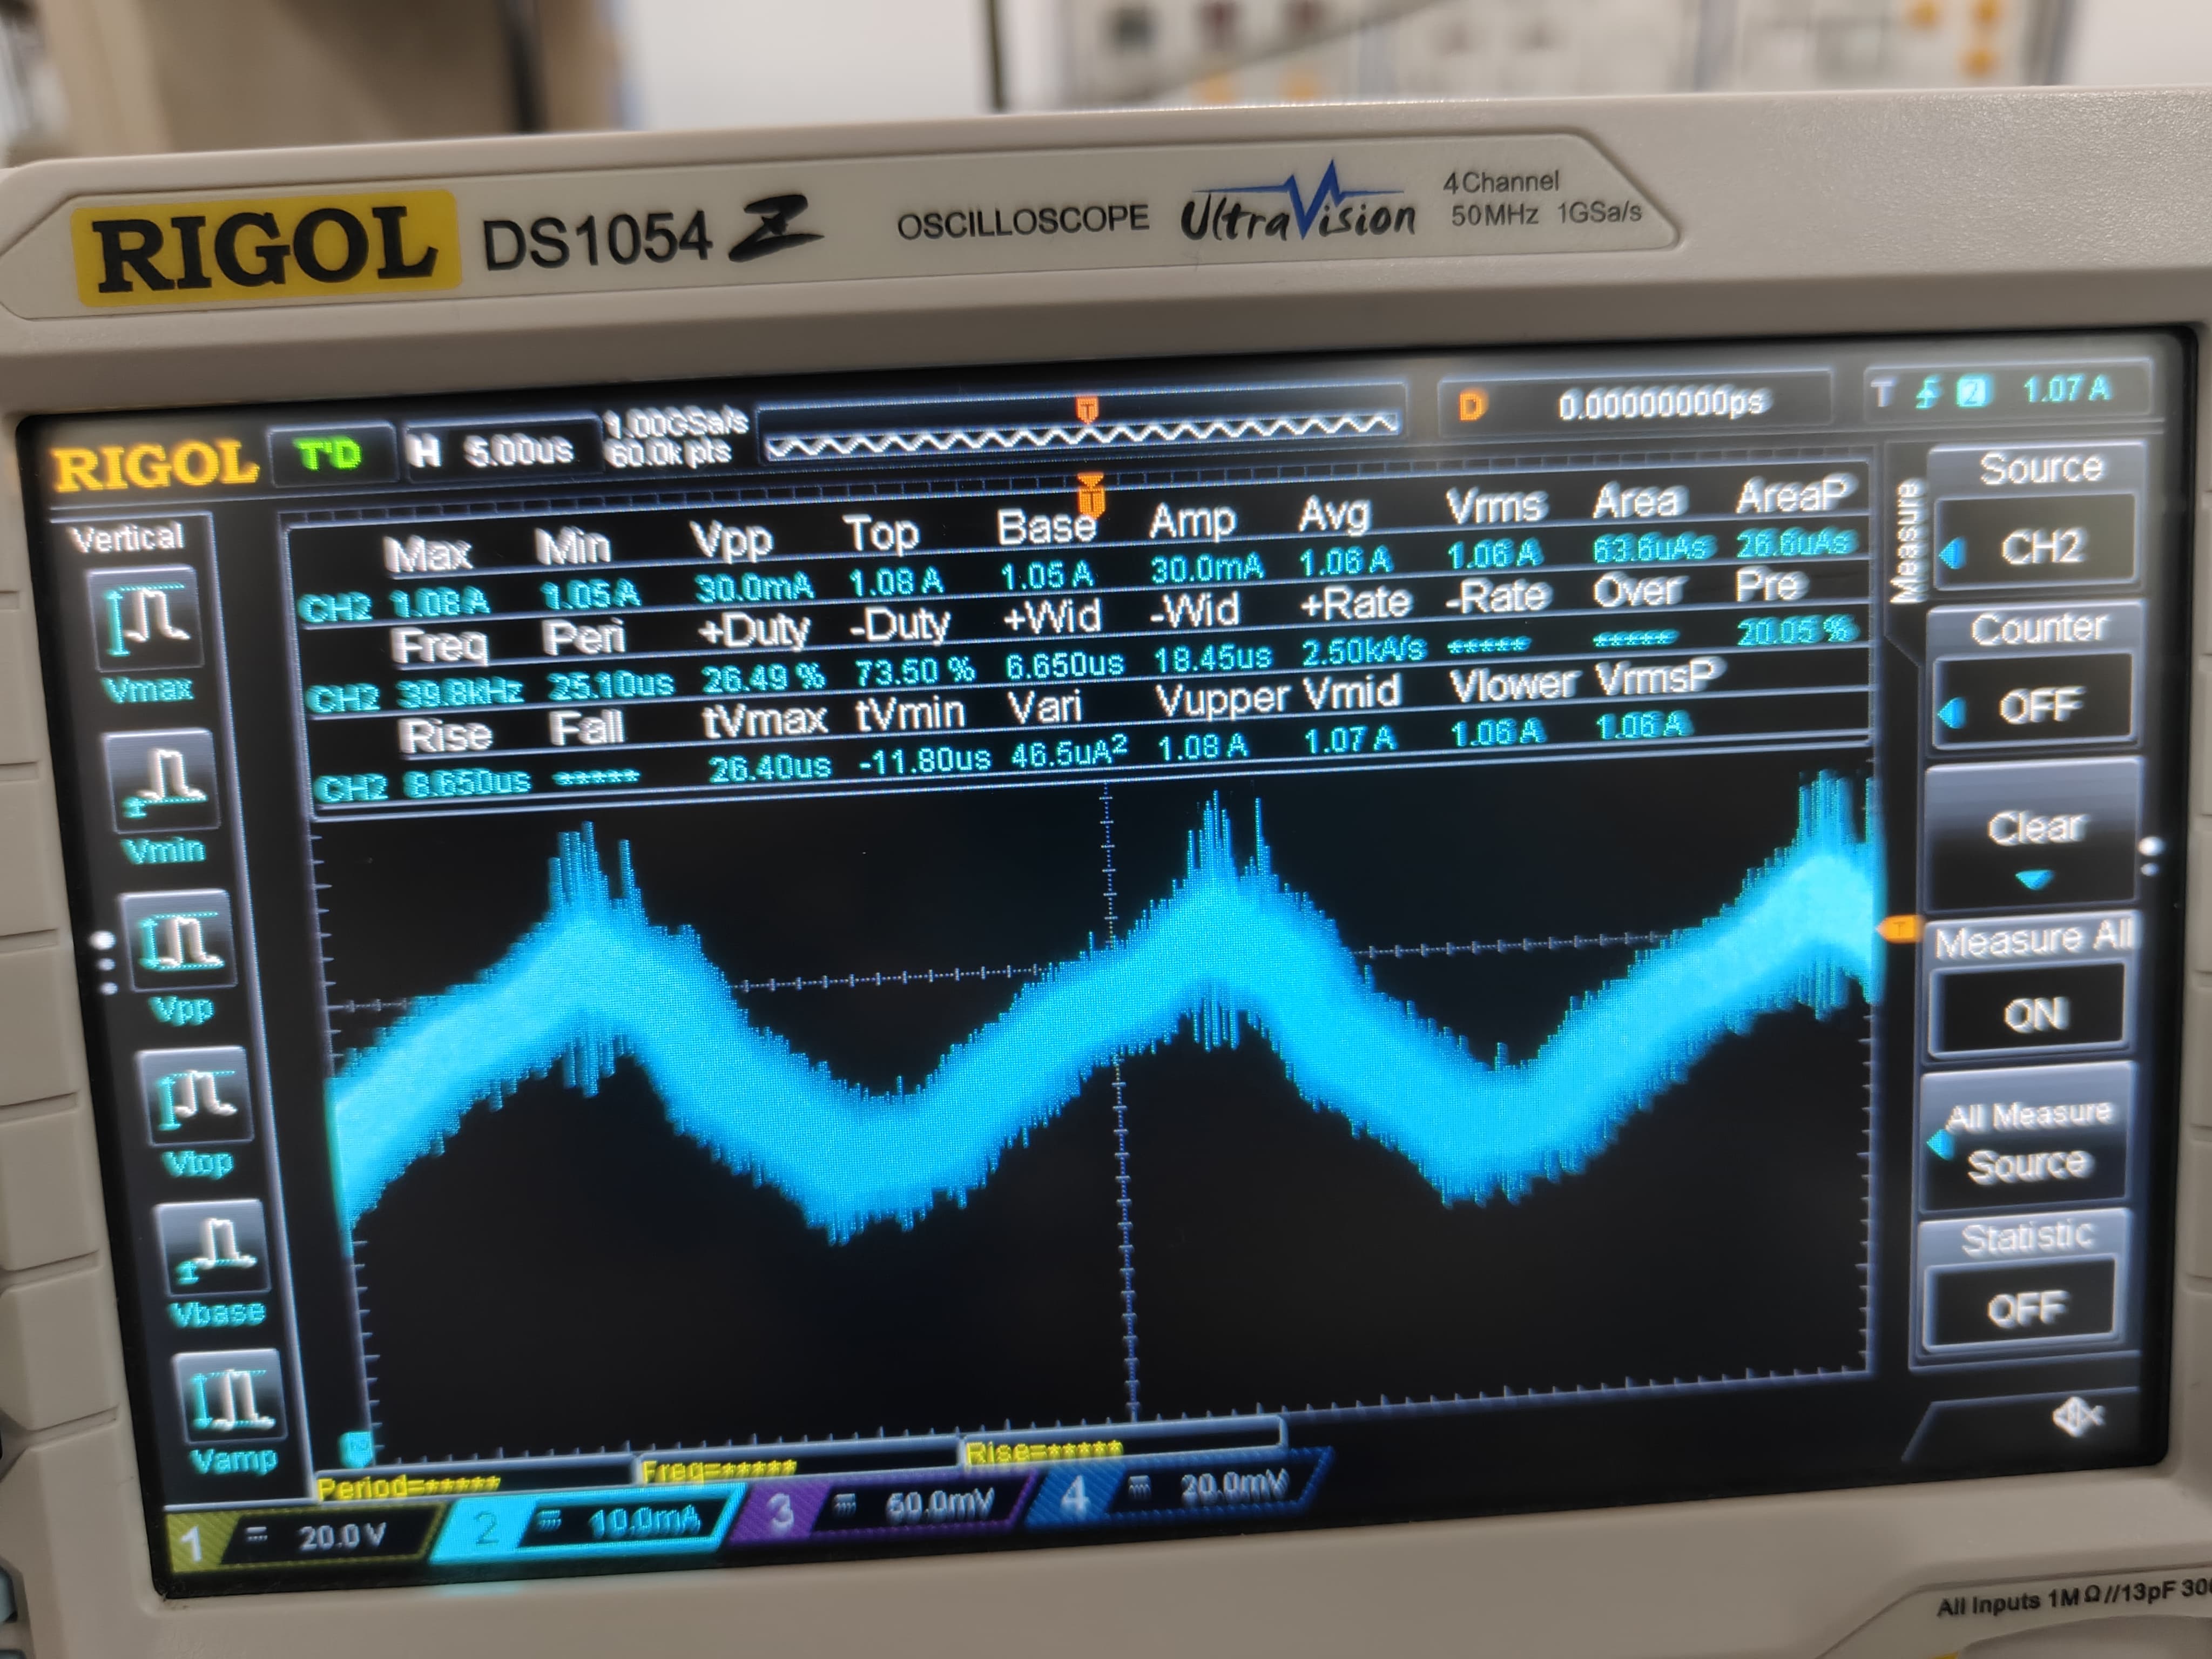 RIGOL DS1054 Z OSCILLOSCOPE UltraVision 4 Channel
50MHz 1GSa/s
RIGOL T'D H 5.00us 1.00GSa/s
60.0k pts
T
D 0.00000000ps
T 2 1.07 A
Vertical
Vmax
Vmin
Vpp
Vtop
Vbase
Vamp
T
Max Min Vpp Top Base Amp Avg Vrms Area AreaP
CH2 1.08 A 1.05 A 30.0mA 1.08 A 1.05 A 30.0mA 1.06 A 1.06 A 63.6uAs 26.6uAs
Freq Peri +Duty -Duty +Wid -Wid +Rate -Rate Over Pre
CH2 39.8kHz 25.10us 26.49 % 73.50 % 6.650us 18.45us 2.50kA/s ***** ***** 20.05 %
Rise Fall tVmax tVmin Vari Vupper Vmid Vlower VrmsP
CH2 8.650us ***** 26.40us -11.80us 46.5uA² 1.08 A 1.07 A 1.06 A 1.06 A
T
2
Period=***** Freq=***** Rise=*****
1 20.0 V 2 10.0mA 3 60.0mV 4 20.0mV
Measure
Source
CH2
Counter
OFF
Clear
Measure All
ON
All Measure
Source
Statistic
OFF
All Inputs 1MΩ//13pF 300